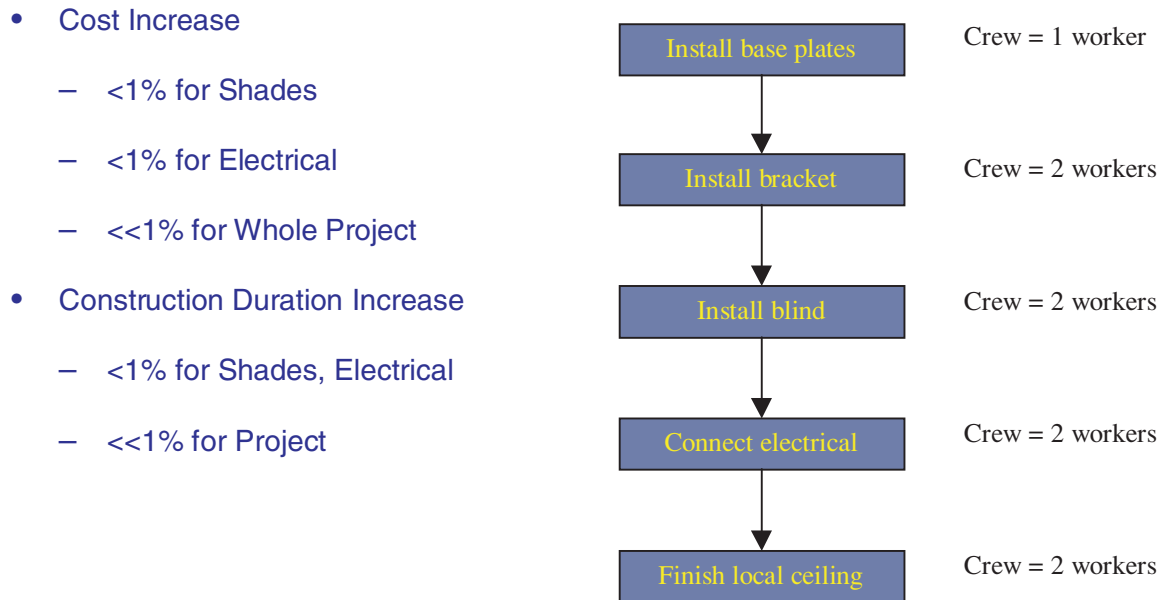 • Cost Increase
– <1% for Shades
– <1% for Electrical
– <<1% for Whole Project
• Construction Duration Increase
– <1% for Shades, Electrical
– <<1% for Project
Install base plates
Crew = 1 worker
Install bracket
Crew = 2 workers
Install blind
Crew = 2 workers
Connect electrical
Crew = 2 workers
Finish local ceiling
Crew = 2 workers